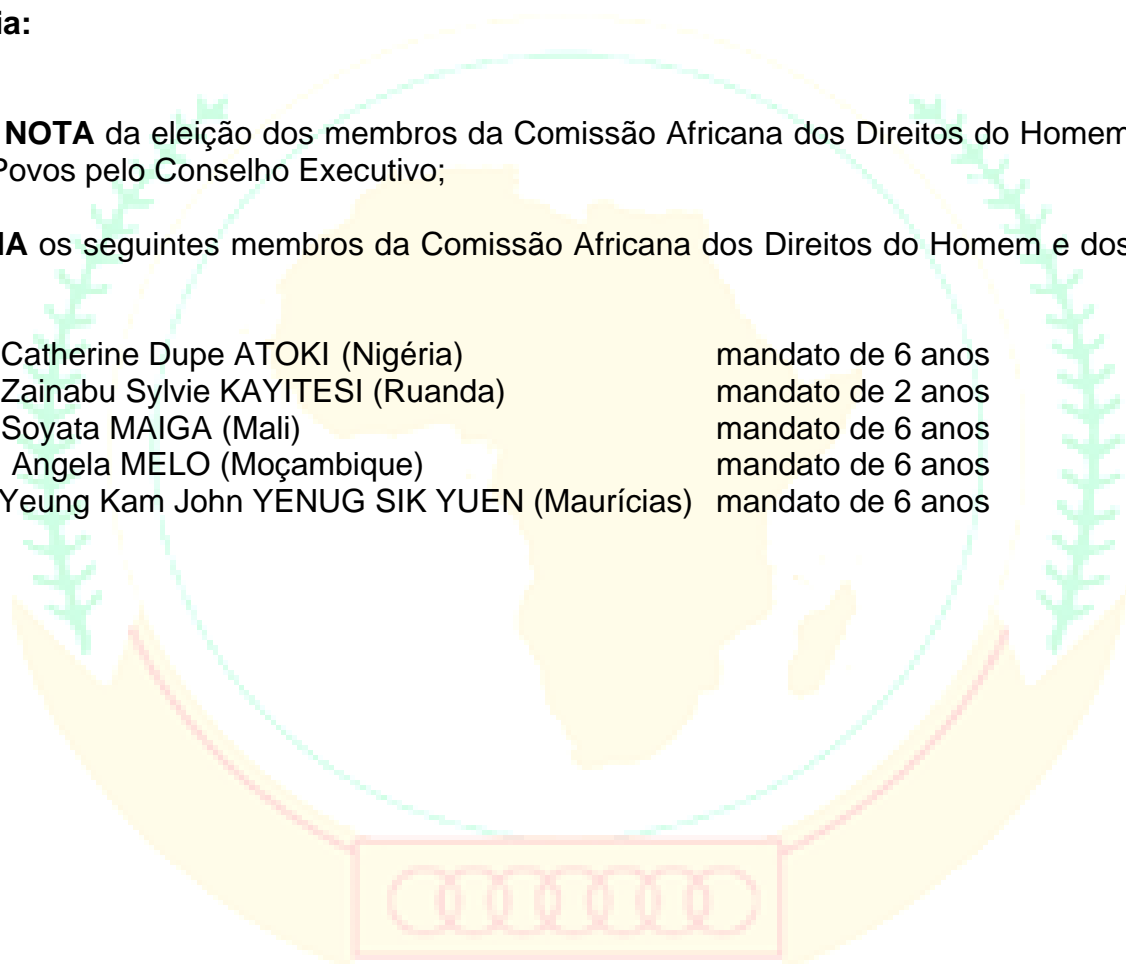 ia:
NOTA da eleição dos membros da Comissão Africana dos Direitos do Homem
Povos pelo Conselho Executivo;
IA os seguintes membros da Comissão Africana dos Direitos do Homem e dos
Catherine Dupe ATOKI (Nigéria) mandato de 6 anos
Zainabu Sylvie KAYITESI (Ruanda) mandato de 2 anos
Soyata MAIGA (Mali) mandato de 6 anos
Angela MELO (Moçambique) mandato de 6 anos
Yeung Kam John YENUG SIK YUEN (Maurícias) mandato de 6 anos